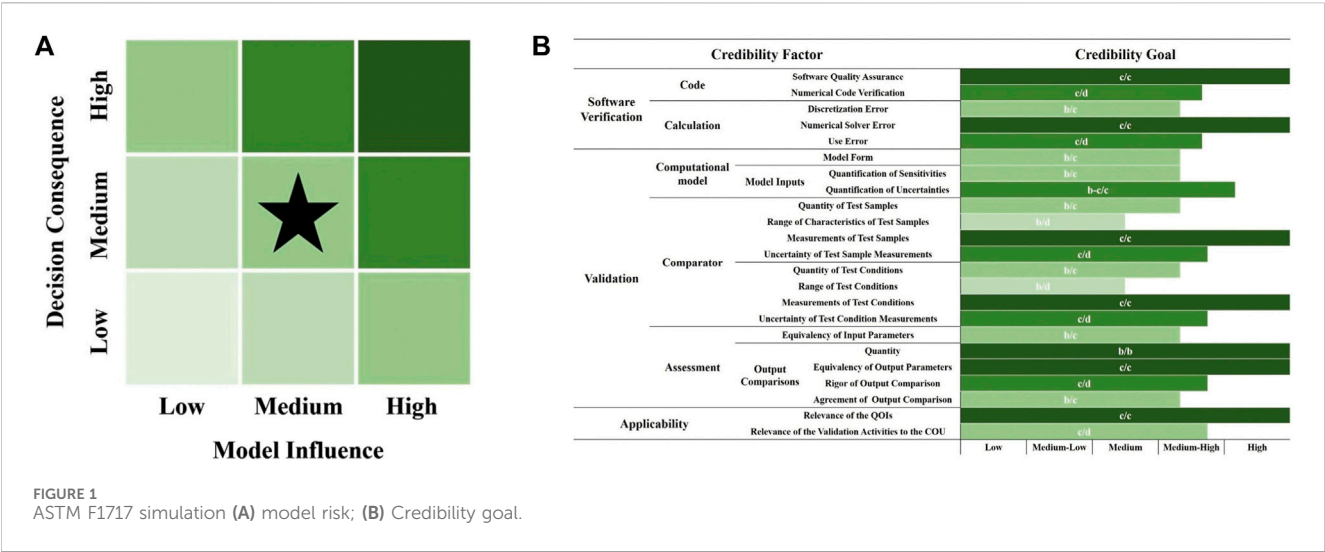 A
Decision Consequence
High
Medium
Low
Low Medium High
Model Influence
B
Credibility Factor Credibility Goal
Software Verification
Code
Software Quality Assurance c/c
Numerical Code Verification c/d
Calculation
Discretization Error b/c
Numerical Solver Error c/c
Use Error c/d
Validation
Computational model
Model Form b/c
Model Inputs
Quantification of Sensitivities b/c
Quantification of Uncertainties b-c/c
Comparator
Quantity of Test Samples b/c
Range of Characteristics of Test Samples b/d
Measurements of Test Samples c/c
Uncertainty of Test Sample Measurements c/d
Quantity of Test Conditions b/c
Range of Test Conditions b/d
Measurements of Test Conditions c/c
Uncertainty of Test Condition Measurements c/d
Assessment
Equivalency of Input Parameters b/c
Output Comparisons
Quantity b/b
Equivalency of Output Parameters c/c
Rigor of Output Comparison c/d
Agreement of Output Comparison b/c
Applicability
Relevance of the QOIs c/c
Relevance of the Validation Activities to the COU c/d
Low Medium-Low Medium Medium-High High
FIGURE 1
ASTM F1717 simulation (A) model risk; (B) Credibility goal.